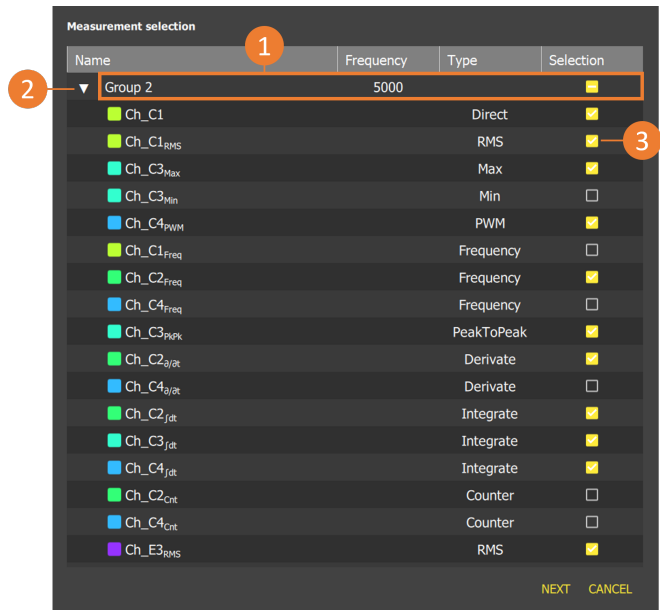 Measurement selection
1
Name Frequency Type Selection
2
Group 2 5000
Ch_C1 Direct
Ch_C1RMS RMS
3
Ch_C3Max Max
Ch_C3Min Min
Ch_C4PWM PWM
Ch_C1Freq Frequency
Ch_C2Freq Frequency
Ch_C4Freq Frequency
Ch_C3PkPk PeakToPeak
Ch_C2∂/∂t Derivate
Ch_C4∂/∂t Derivate
Ch_C2∫dt Integrate
Ch_C3∫dt Integrate
Ch_C4∫dt Integrate
Ch_C2Cnt Counter
Ch_C4Cnt Counter
Ch_E3RMS RMS
NEXT CANCEL